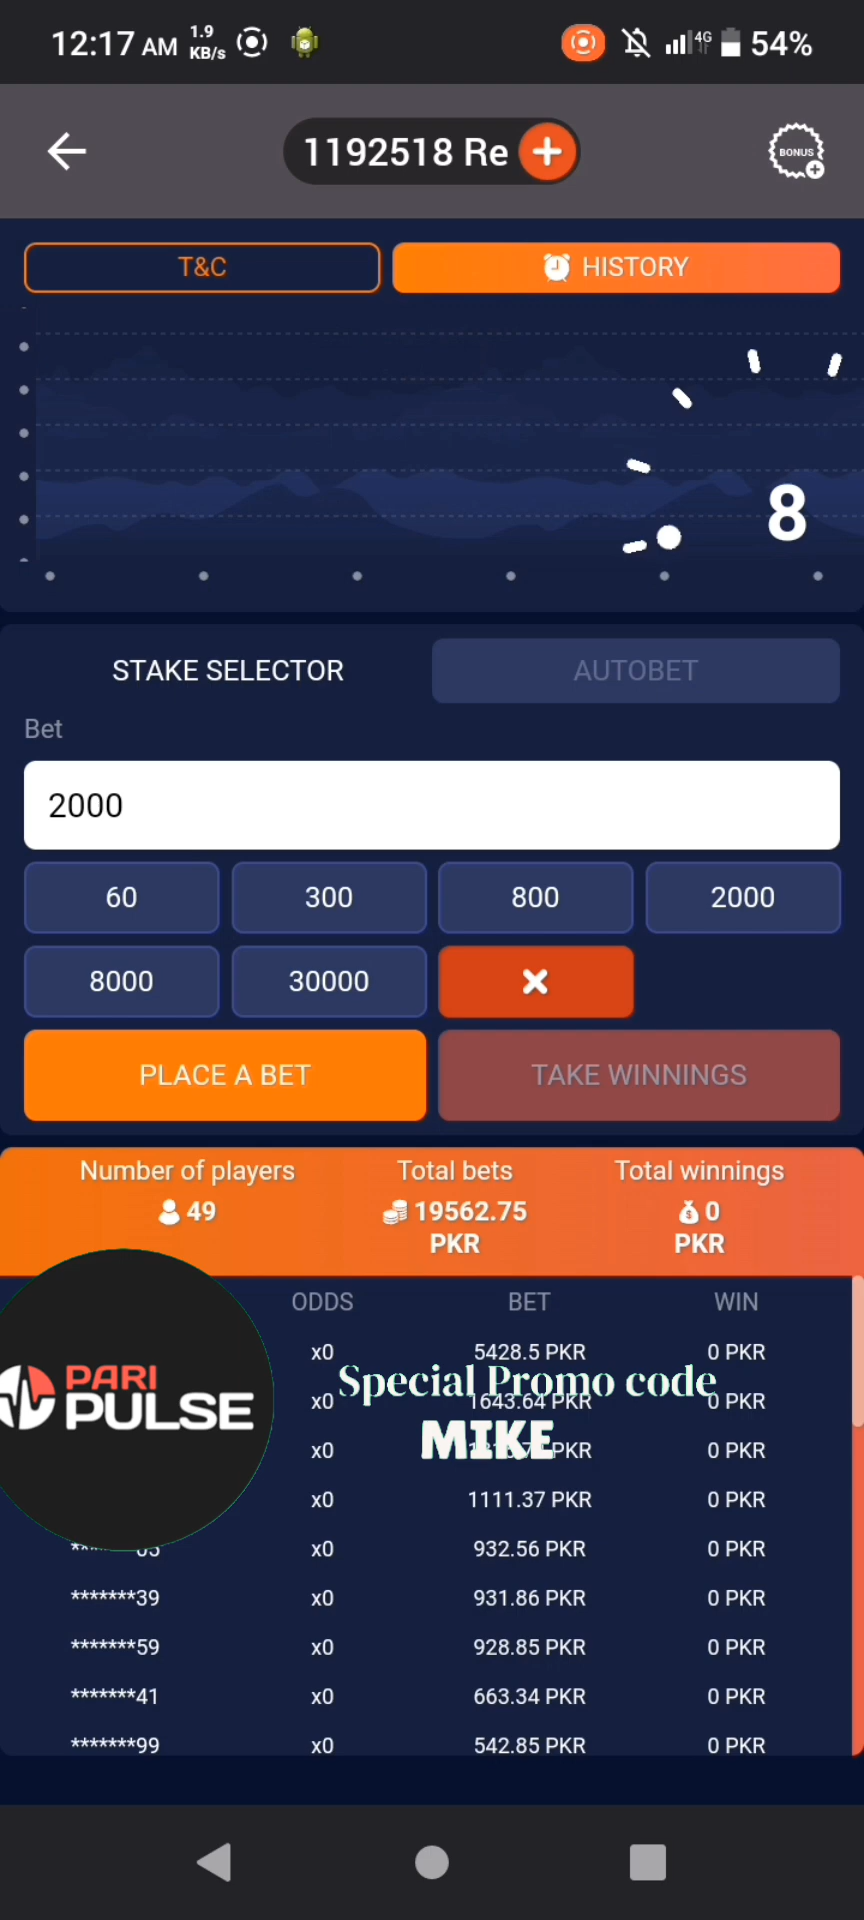 12:17 AM 1.9 KB/s 4G 54%
1192518 Re
BONUS
T&C
HISTORY
8
STAKE SELECTOR
AUTOBET
Bet
2000
60 300 800 2000
8000 30000
PLACE A BET
TAKE WINNINGS
Number of players Total bets Total winnings
49 19562.75 0
PKR PKR
ODDS BET WIN
x0 5428.5 PKR 0 PKR
Special Promo code
x0 1643.64 PKR 0 PKR
PARI
PULSE
MIKE
x0 PKR 0 PKR
x0 1111.37 PKR 0 PKR
x0 932.56 PKR 0 PKR
*******39 x0 931.86 PKR 0 PKR
*******59 x0 928.85 PKR 0 PKR
*******41 x0 663.34 PKR 0 PKR
*******99 x0 542.85 PKR 0 PKR